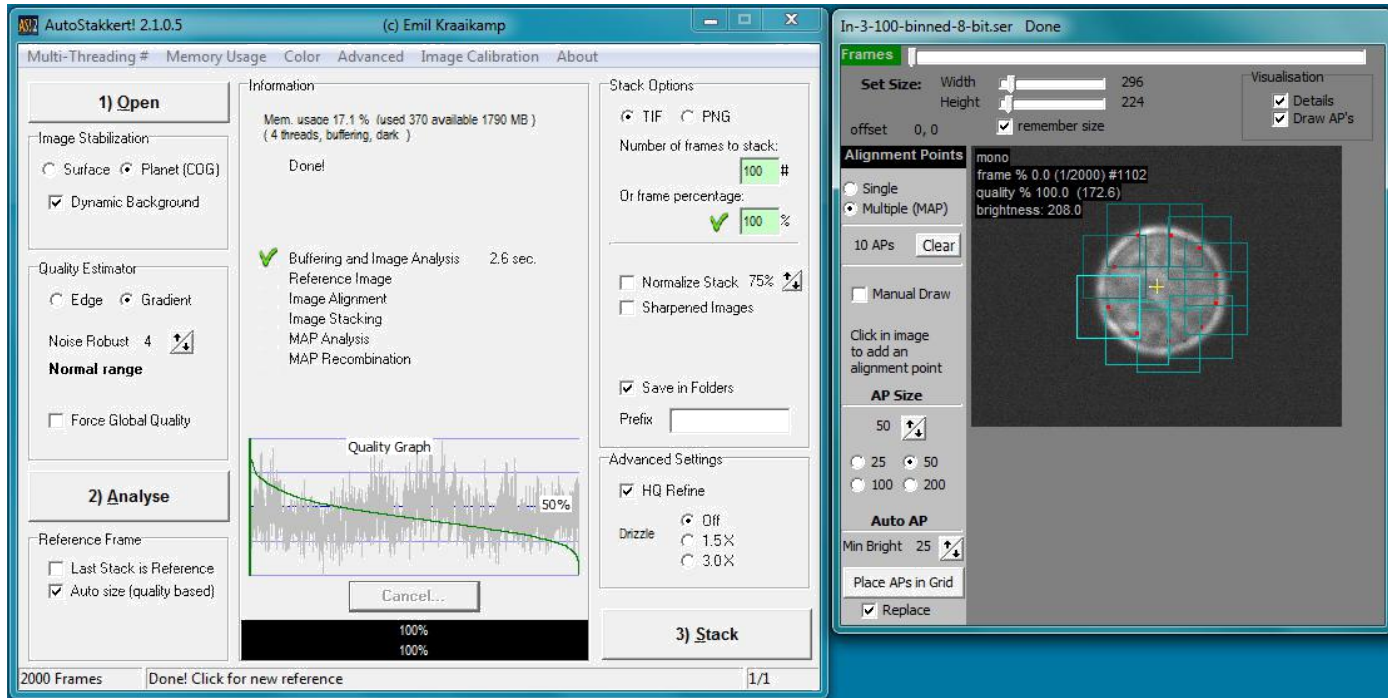 AutoStakkert! 2.1.0.5 (c) Emil Kraaikamp
Multi-Threading # Memory Usage Color Advanced Image Calibration About
1) Open
Image Stabilization
Surface Planet (COG)
Dynamic Background
Quality Estimator
Edge Gradient
Noise Robust 4
Normal range
Force Global Quality
2) Analyse
Reference Frame
Last Stack is Reference
Auto size (quality based)
Information
Mem. usage 17.1 % (used 370 available 1790 MB )
( 4 threads, buffering, dark )
Done!
Buffering and Image Analysis 2.6 sec.
Reference Image
Image Alignment
Image Stacking
MAP Analysis
MAP Recombination
Quality Graph
50%
Cancel...
100%
100%
Stack Options
TIF PNG
Number of frames to stack:
100 #
Or frame percentage:
100 %
Normalize Stack 75%
Sharpened Images
Save in Folders
Prefix
Advanced Settings
HQ Refine
Drizzle
Off
1.5X
3.0X
3) Stack
2000 Frames Done! Click for new reference 1/1
In-3-100-binned-8-bit.ser Done
Frames
Set Size: Width 296
Height 224
offset 0, 0 remember size
Visualisation
Details
Draw AP's
Alignment Points
Single
Multiple (MAP)
10 APs Clear
Manual Draw
Click in image
to add an
alignment point
AP Size
50
25 50
100 200
Auto AP
Min Bright 25
Place APs in Grid
Replace
mono
frame % 0.0 (1/2000) #1102
quality % 100.0 (172.6)
brightness: 208.0